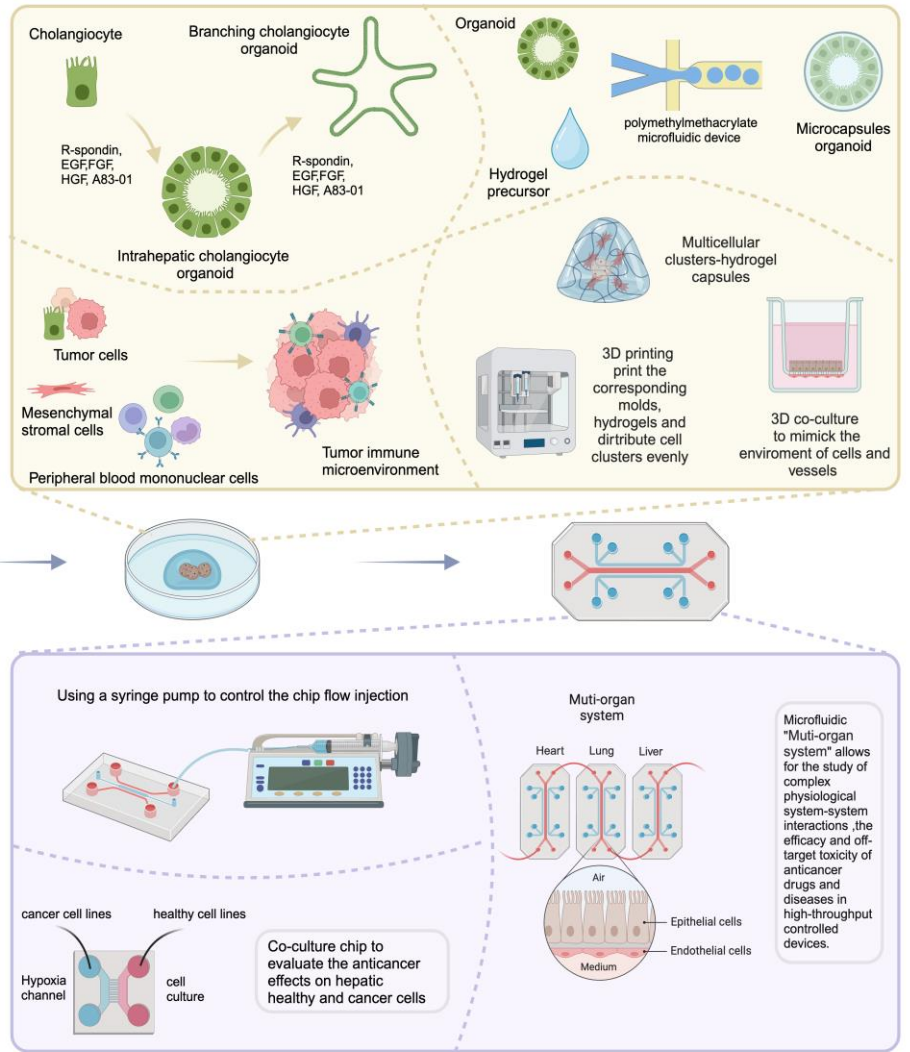 Cholangiocyte
Branching cholangiocyte
organoid
R-spondin,
EGF,FGF,
HGF, A83-01
R-spondin,
EGF,FGF,
HGF, A83-01
Intrahepatic cholangiocyte
organoid
Organoid
Hydrogel
precursor
polymethylmethacrylate
microfluidic device
Microcapsules
organoid
Tumor cells
Mesenchymal
stromal cells
Peripheral blood mononuclear cells
Tumor immune
microenvironment
Multicellular
clusters-hydrogel
capsules
3D printing
print the
corresponding
molds,
hydrogels and
dirtribute cell
clusters evenly
3D co-culture
to mimick the
enviroment of cells and
vessels
Using a syringe pump to control the chip flow injection
cancer cell lines
healthy cell lines
Hypoxia
channel
cell
culture
Co-culture chip to
evaluate the anticancer
effects on hepatic
healthy and cancer cells
Muti-organ
system
Heart
Lung
Liver
Air
Epithelial cells
Endothelial cells
Medium
Microfluidic
"Muti-organ
system" allows
for the study of
complex
physiological
system-system
interactions ,the
efficacy and off-
target toxicity of
anticancer
drugs and
diseases in
high-throughput
controlled
devices.